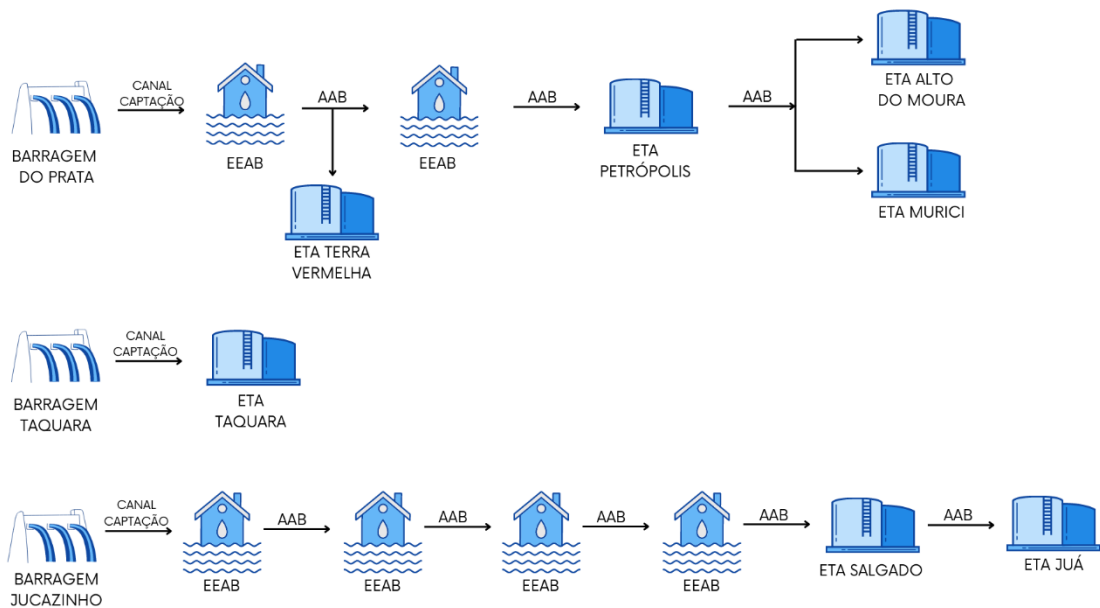 BARRAGEM
DO PRATA
CANAL
CAPTAÇÃO
EEAB
AAB
ETA TERRA
VERMELHA
EEAB
AAB
ETA
PETRÓPOLIS
AAB
ETA ALTO
DO MOURA
ETA MURICI
BARRAGEM
TAQUARA
CANAL
CAPTAÇÃO
ETA
TAQUARA
BARRAGEM
JUCAZINHO
CANAL
CAPTAÇÃO
EEAB
AAB
EEAB
AAB
EEAB
AAB
EEAB
AAB
ETA SALGADO
AAB
ETA JUÁ